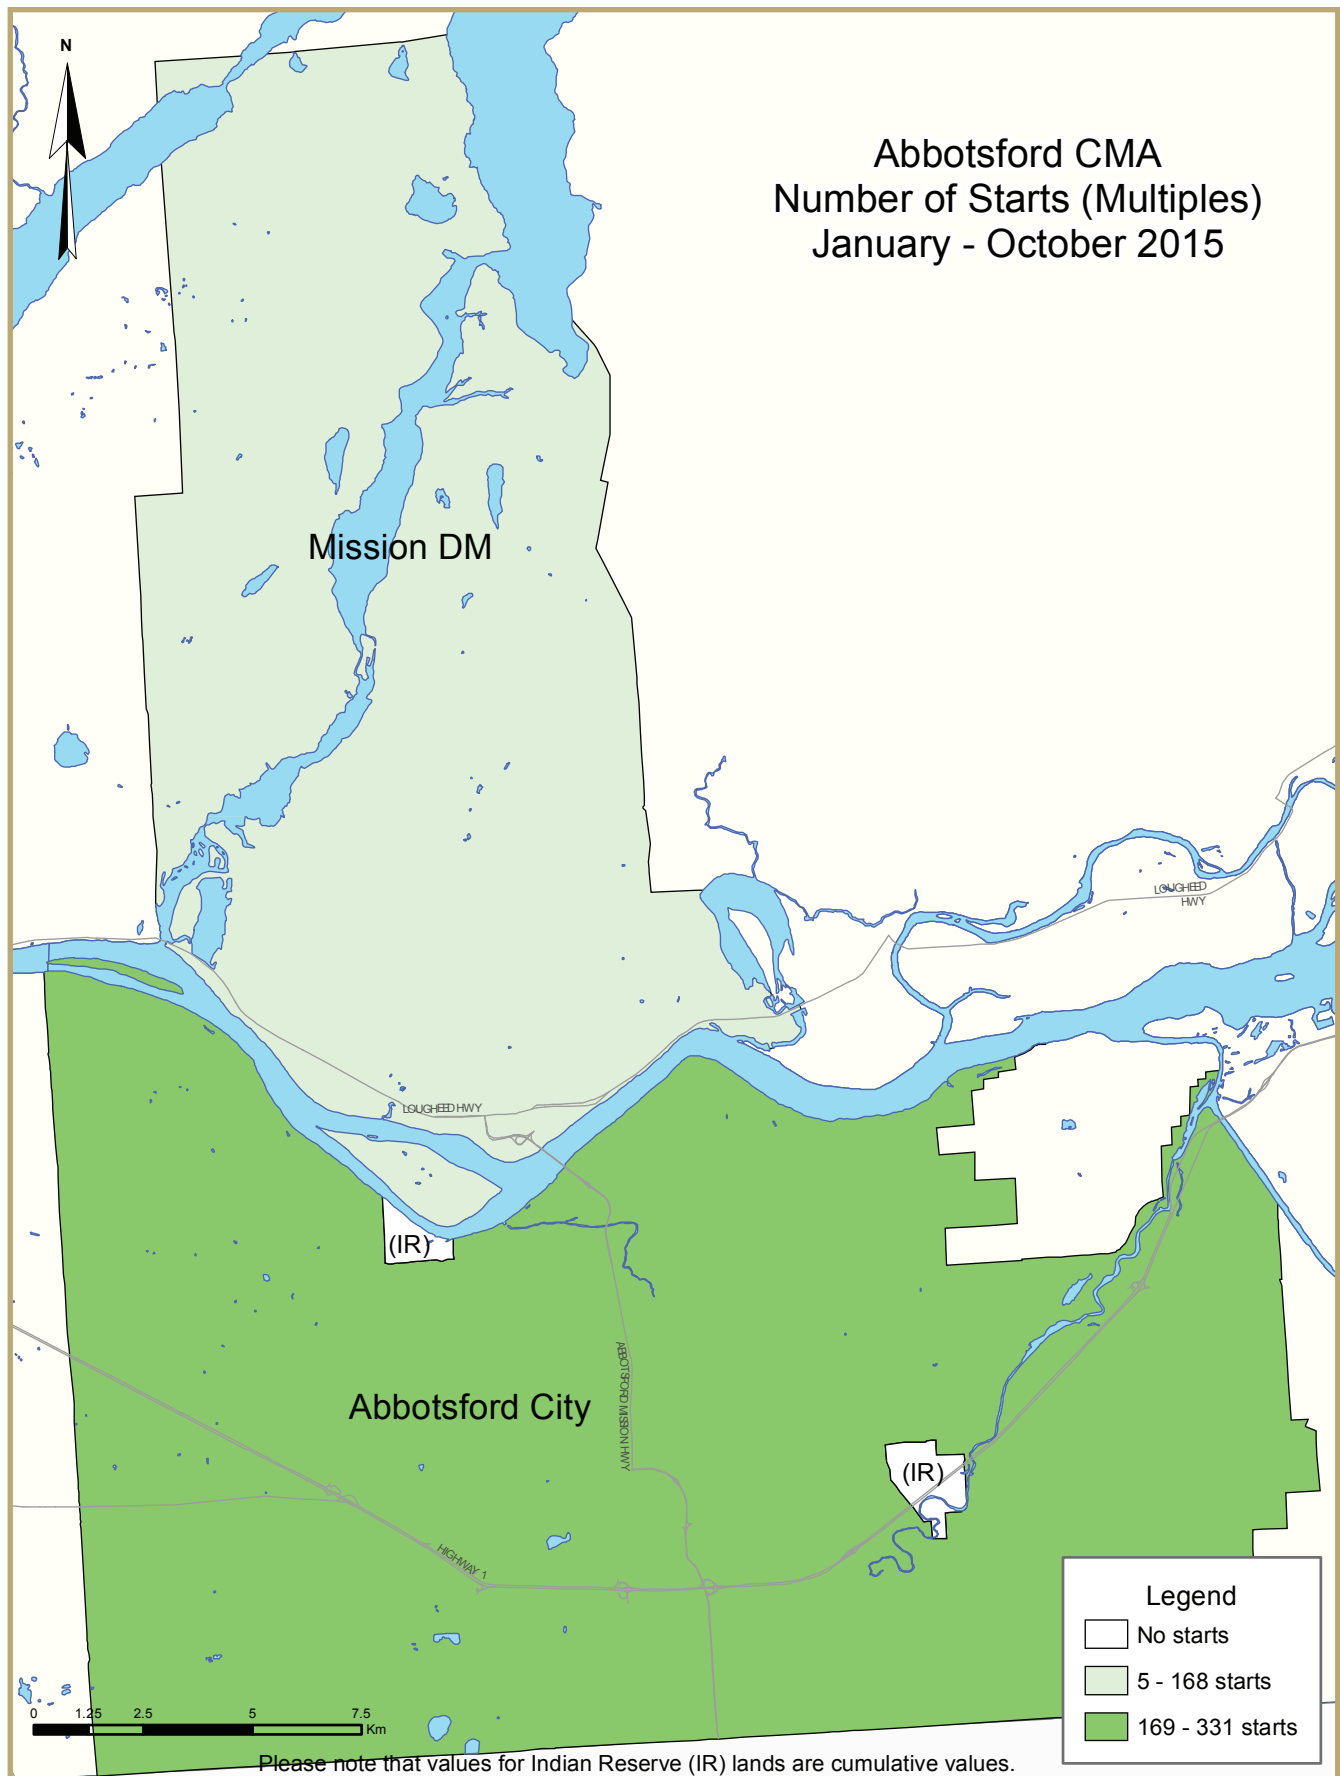 N
Abbotsford CMA
Number of Starts (Multiples)
January - October 2015
Mission DM
LOUGHEED
HWY
LOUGHEED HWY
(IR)
ABBOTSFORD MISSION HWY
Abbotsford City
(IR)
HIGHWAY 1
Legend
No starts
5 - 168 starts
169 - 331 starts
0 1.25 2.5 5 7.5
Km
Please note that values for Indian Reserve (IR) lands are cumulative values.